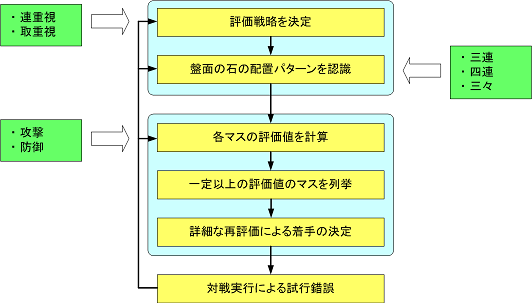 ・連重視
・取重視
評価戦略を決定
盤面の石の配置パターンを認識
・三連
・四連
・三々
・攻撃
・防御
各マスの評価値を計算
一定以上の評価値のマスを列挙
詳細な再評価による着手の決定
対戦実行による試行錯誤